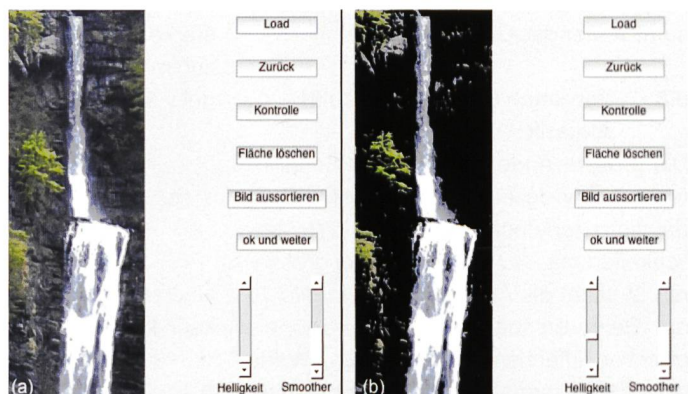 Load
Zurück
Kontrolle
Fläche löschen
Bild aussortieren
ok und weiter
(a)
Helligkeit Smoother
Load
Zurück
Kontrolle
Fläche löschen
Bild aussortieren
ok und weiter
(b)
Helligkeit Smoother